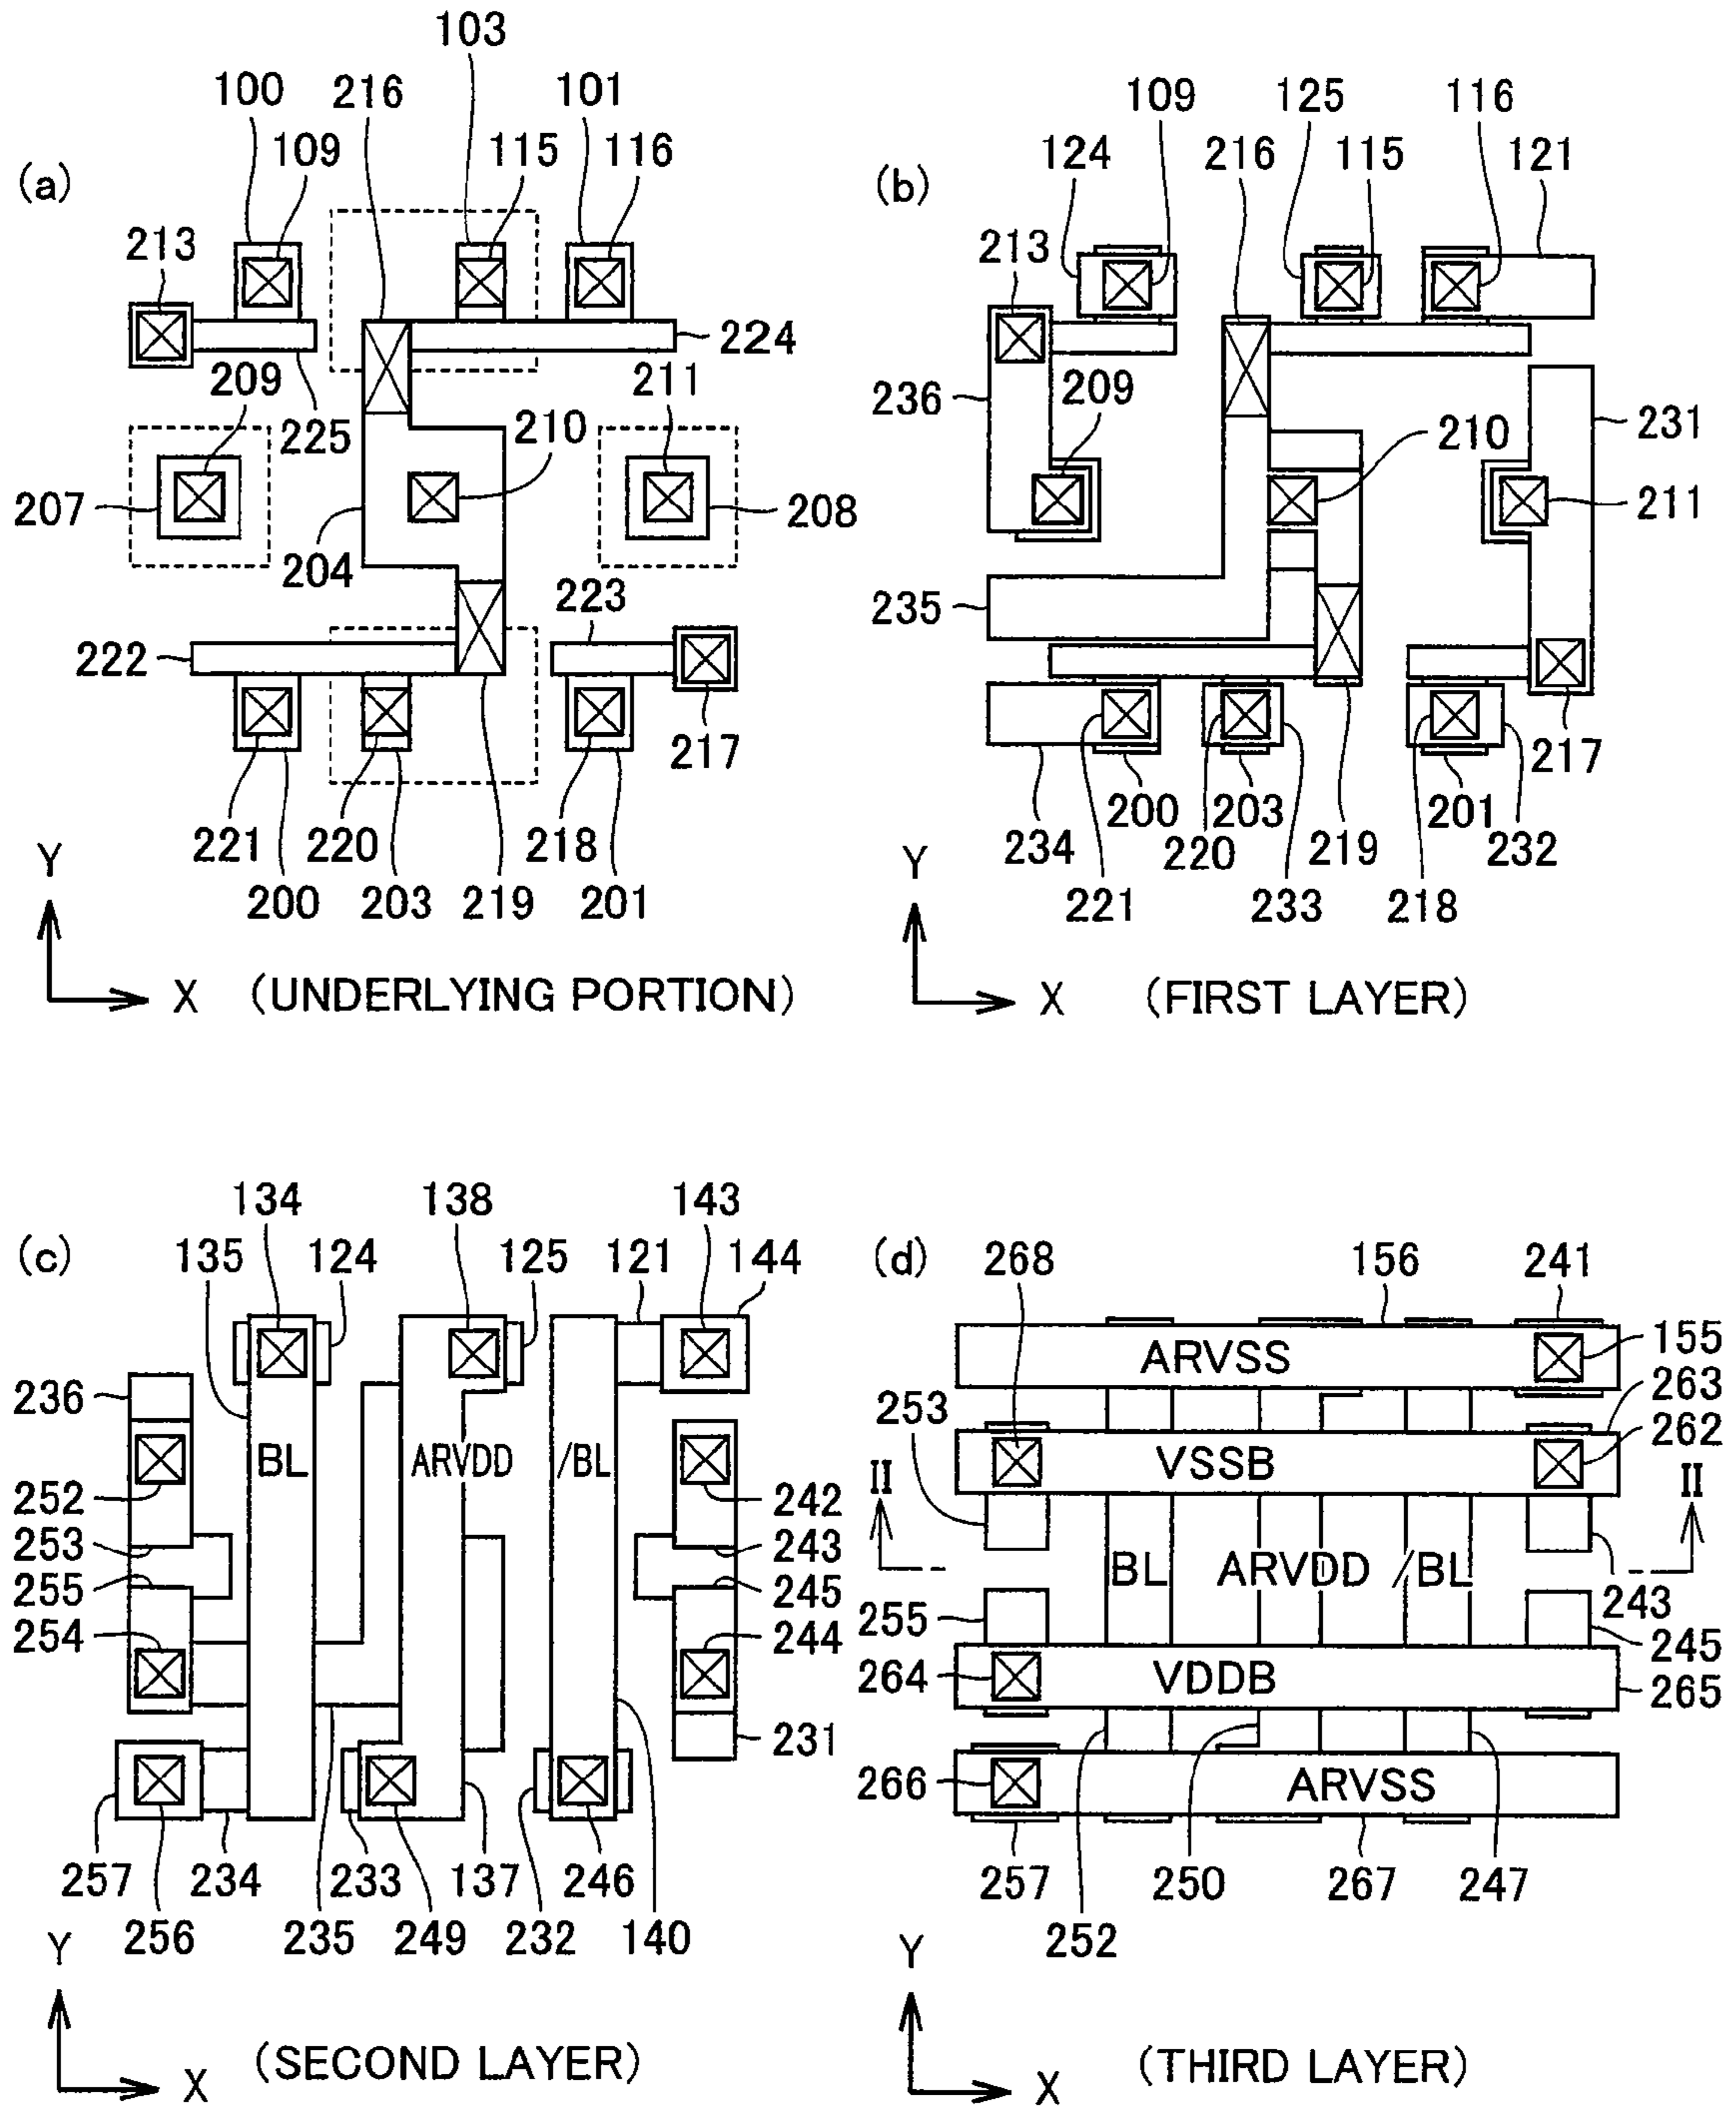 103
100 216 101 109 125 116
109 115 116 124 216 115 121
(a) (b)
213 213
224
209 211 236 209 231
225 210 210
207 208 211
204
223 235
222
217 217
200 203 201
221 220 218 234 220 219 232
200 203 219 201 221 233 218
Y Y
X (UNDERLYING PORTION) X (FIRST LAYER)
134 138 143
(c) 135 124 125 121 144 (d) 268 156 241
ARVSS 155
236 253 263
BL ARVDD /BL VSSB 262
252 242 II II
253 243
255 245 BL ARVDD /BL
254 244 255 243
245
264 VDDB 265
231
266 ARVSS
257 234 233 137 246 257 250 267 247
256 235 249 232 140 252
Y Y
X (SECOND LAYER) X (THIRD LAYER)